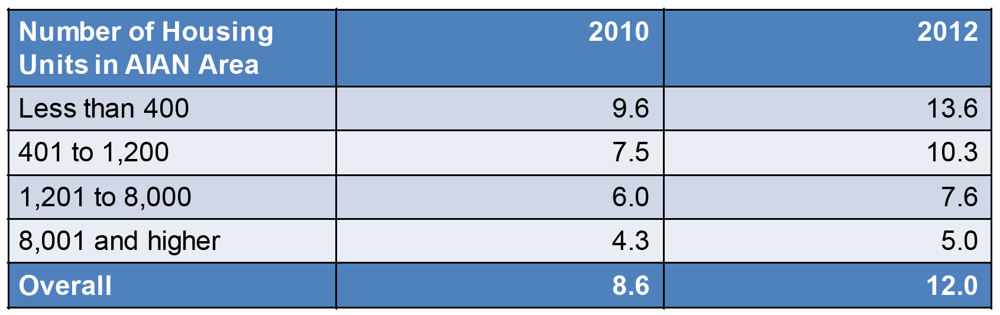 Number of Housing Units in AIAN Area 2010 2012
Less than 400 9.6 13.6
401 to 1,200 7.5 10.3
1,201 to 8,000 6.0 7.6
8,001 and higher 4.3 5.0
Overall 8.6 12.0